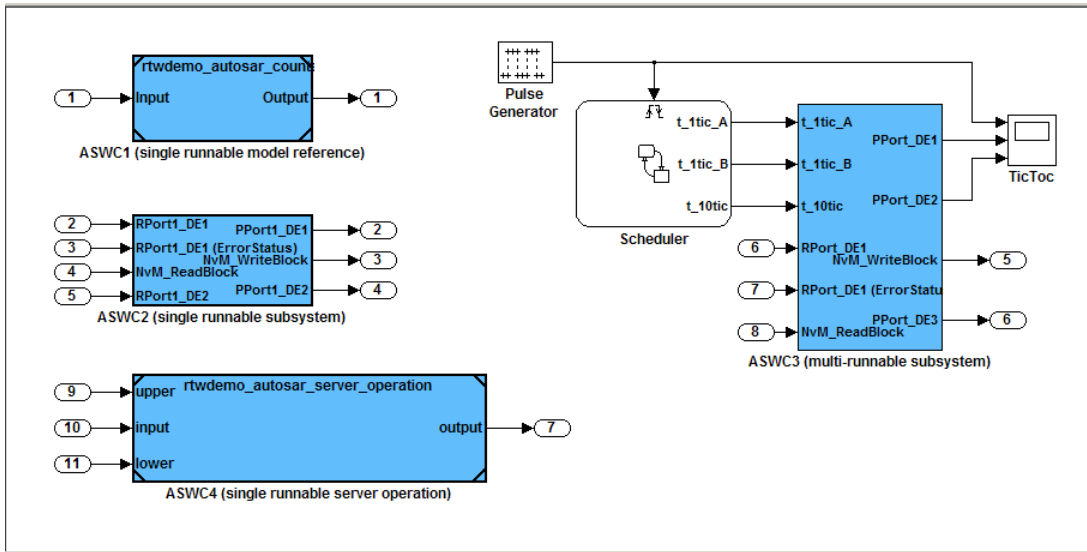 rtwdemo_autosar_counte
1
Input
Output
1
ASWC1 (single runnable model reference)
2
RPort1_DE1
3
RPort1_DE1 (ErrorStatus)
4
NvM_ReadBlock
5
RPort1_DE2
PPort1_DE1
2
NvM_WriteBlock
3
PPort1_DE2
4
ASWC2 (single runnable subsystem)
rtwdemo_autosar_server_operation
9
upper
10
input
11
lower
output
7
ASWC4 (single runnable server operation)
Pulse
Generator
t_1tic_A
t_1tic_B
t_10tic
Scheduler
t_1tic_A
t_1tic_B
t_10tic
6
RPort_DE1
7
RPort_DE1 (ErrorStatu
8
NvM_ReadBlock
PPort_DE1
PPort_DE2
NvM_WriteBlock
5
PPort_DE3
6
ASWC3 (multi-runnable subsystem)
TicToc